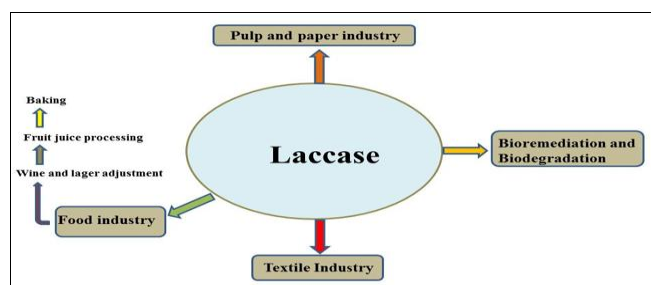 Pulp and paper industry
Baking
Fruit juice processing
Wine and lager adjustment
Laccase
Bioremediation and
Biodegradation
Food industry
Textile Industry